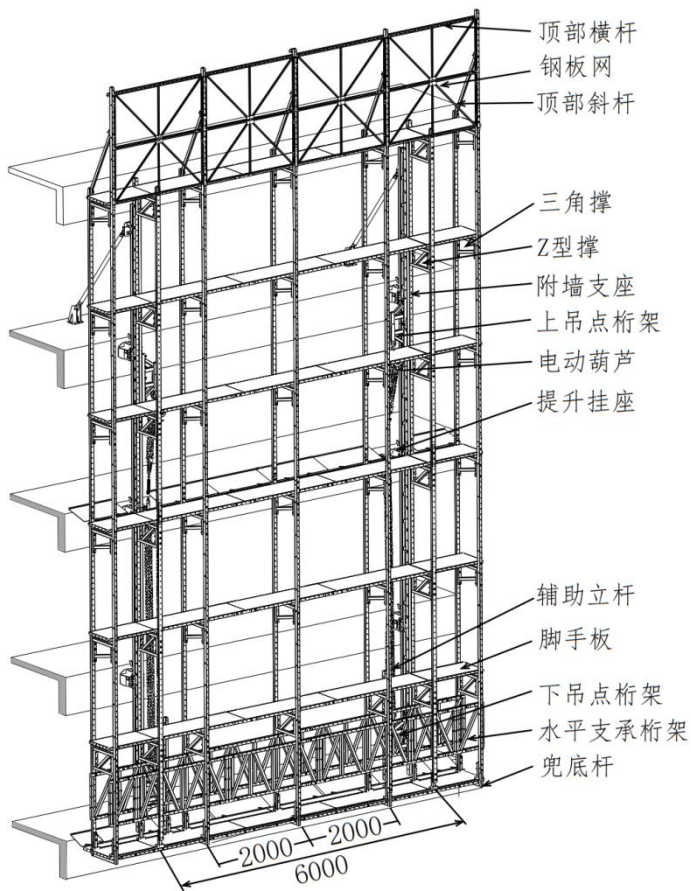 顶部横杆
钢板网
顶部斜杆
三角撑
Z型撑
附墙支座
上吊点桁架
电动葫芦
提升挂座
辅助立杆
脚手板
下吊点桁架
水平支承桁架
兜底杆
2000
2000
6000